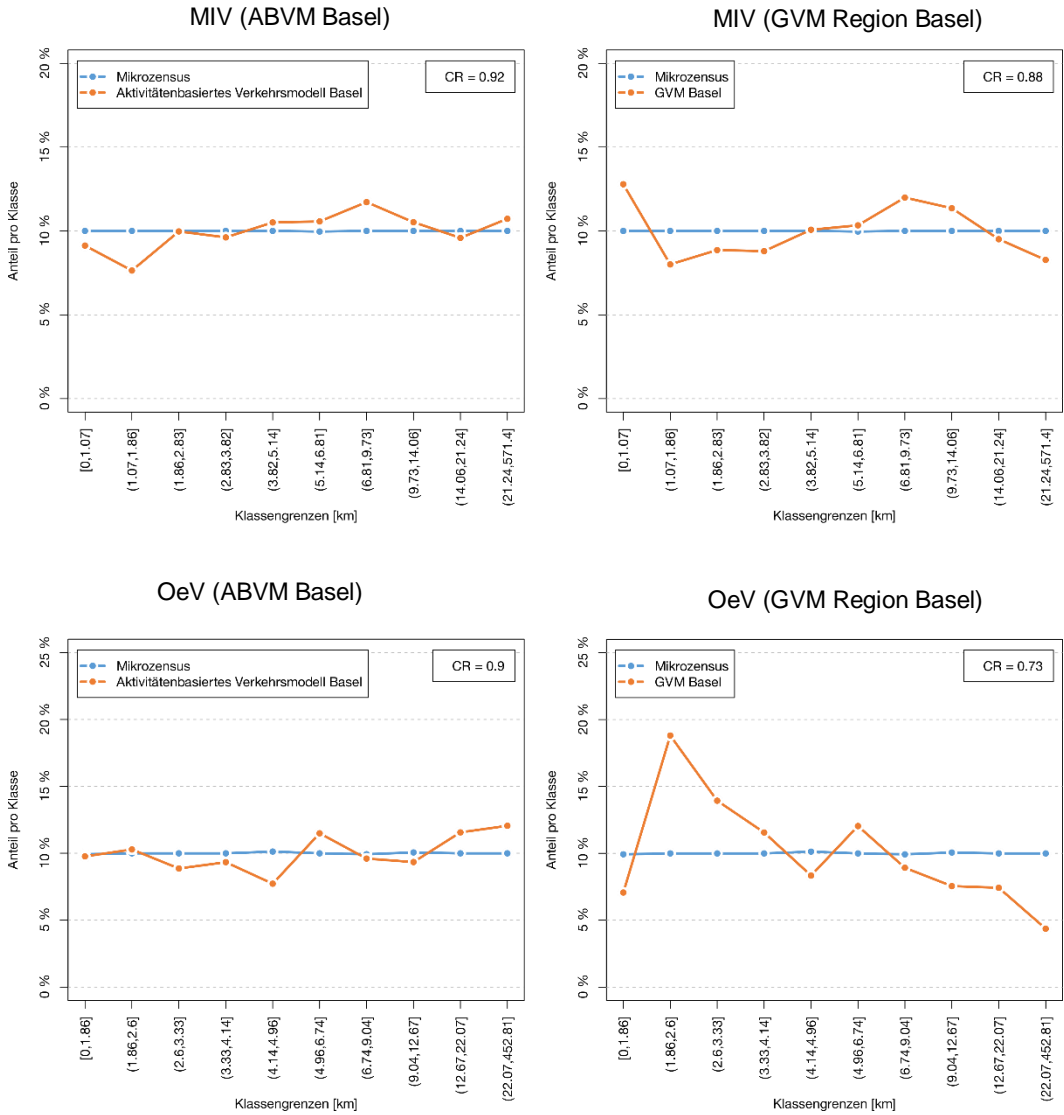 MIV (ABVM Basel)
Mikrozensus
Aktivitätenbasiertes Verkehrsmodell Basel
CR = 0.92
Anteil pro Klasse
20 %
15 %
10 %
5 %
0 %
[0,1.07]
(1.07,1.86]
(1.86,2.83]
(2.83,3.82]
(3.82,5.14]
(5.14,6.81]
(6.81,9.73]
(9.73,14.06]
(14.06,21.24]
(21.24,571.4]
Klassengrenzen [km]
MIV (GVM Region Basel)
Mikrozensus
GVM Basel
CR = 0.88
Anteil pro Klasse
20 %
15 %
10 %
5 %
0 %
[0,1.07]
(1.07,1.86]
(1.86,2.83]
(2.83,3.82]
(3.82,5.14]
(5.14,6.81]
(6.81,9.73]
(9.73,14.06]
(14.06,21.24]
(21.24,571.4]
Klassengrenzen [km]
OeV (ABVM Basel)
Mikrozensus
Aktivitätenbasiertes Verkehrsmodell Basel
CR = 0.9
Anteil pro Klasse
25 %
20 %
15 %
10 %
5 %
0 %
[0,1.86]
(1.86,2.6]
(2.6,3.33]
(3.33,4.14]
(4.14,4.96]
(4.96,6.74]
(6.74,9.04]
(9.04,12.67]
(12.67,22.07]
(22.07,452.81]
Klassengrenzen [km]
OeV (GVM Region Basel)
Mikrozensus
GVM Basel
CR = 0.73
Anteil pro Klasse
25 %
20 %
15 %
10 %
5 %
0 %
[0,1.86]
(1.86,2.6]
(2.6,3.33]
(3.33,4.14]
(4.14,4.96]
(4.96,6.74]
(6.74,9.04]
(9.04,12.67]
(12.67,22.07]
(22.07,452.81]
Klassengrenzen [km]